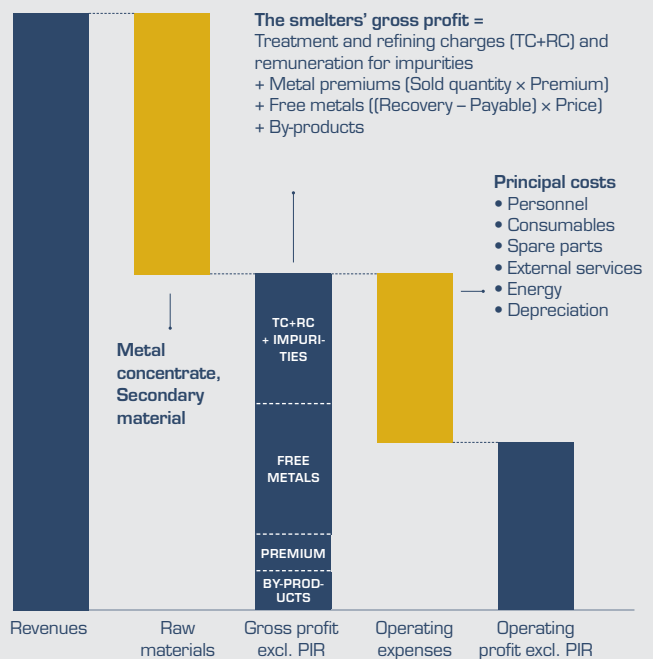 The smelters' gross profit =
Treatment and refining charges (TC+RC) and
remuneration for impurities
+ Metal premiums (Sold quantity × Premium)
+ Free metals ((Recovery – Payable) × Price)
+ By-products
Principal costs
• Personnel
• Consumables
• Spare parts
• External services
• Energy
• Depreciation
Metal
concentrate,
Secondary
material
TC+RC
+ IMPURI-
TIES
FREE
METALS
PREMIUM
BY-PROD-
UCTS
Revenues
Raw
materials
Gross profit
excl. PIR
Operating
expenses
Operating
profit excl. PIR